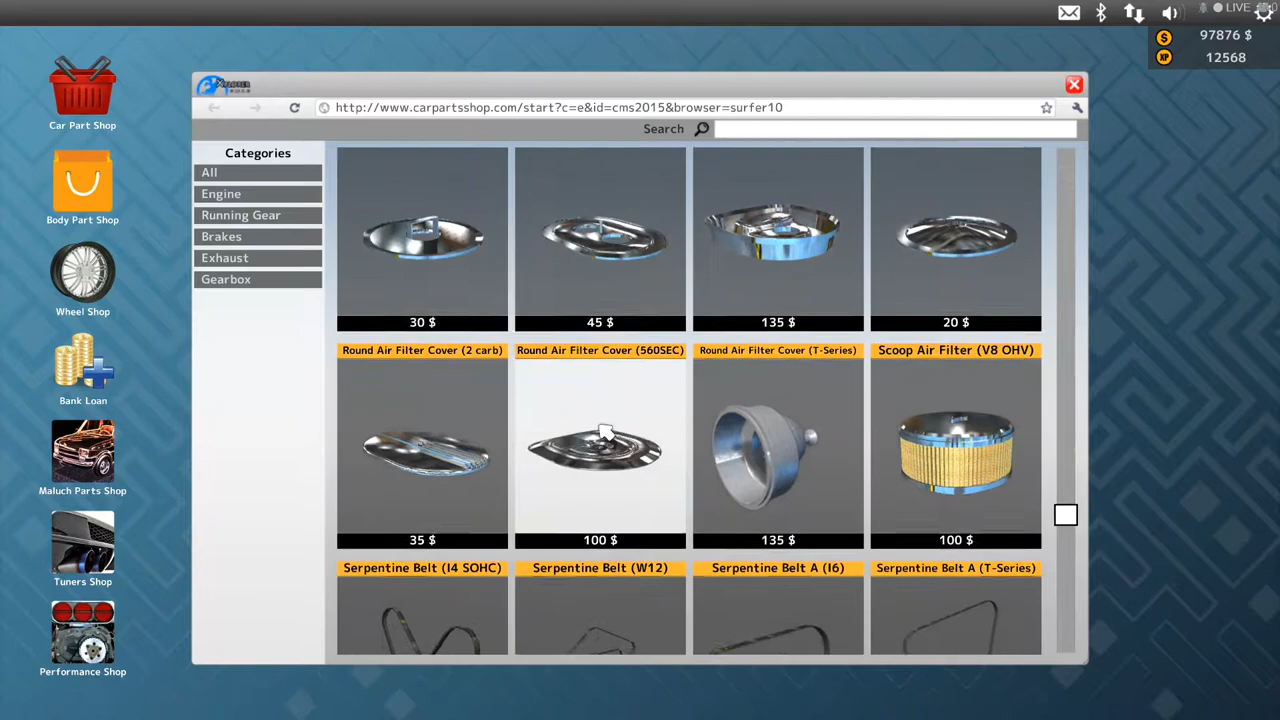 LIVE
97876 $
XP 12568
Car Part Shop
Body Part Shop
Wheel Shop
Bank Loan
Maluch Parts Shop
Tuners Shop
Performance Shop
http://www.carpartsshop.com/start?c=e&id=cms2015&browser=surfer10
Search
Categories
All
Engine
Running Gear
Brakes
Exhaust
Gearbox
30 $
45 $
135 $
20 $
Round Air Filter Cover (2 carb)
Round Air Filter Cover (560SEC)
Round Air Filter Cover (T-Series)
Scoop Air Filter (V8 OHV)
35 $
100 $
135 $
100 $
Serpentine Belt (I4 SOHC)
Serpentine Belt (W12)
Serpentine Belt A (I6)
Serpentine Belt A (T-Series)